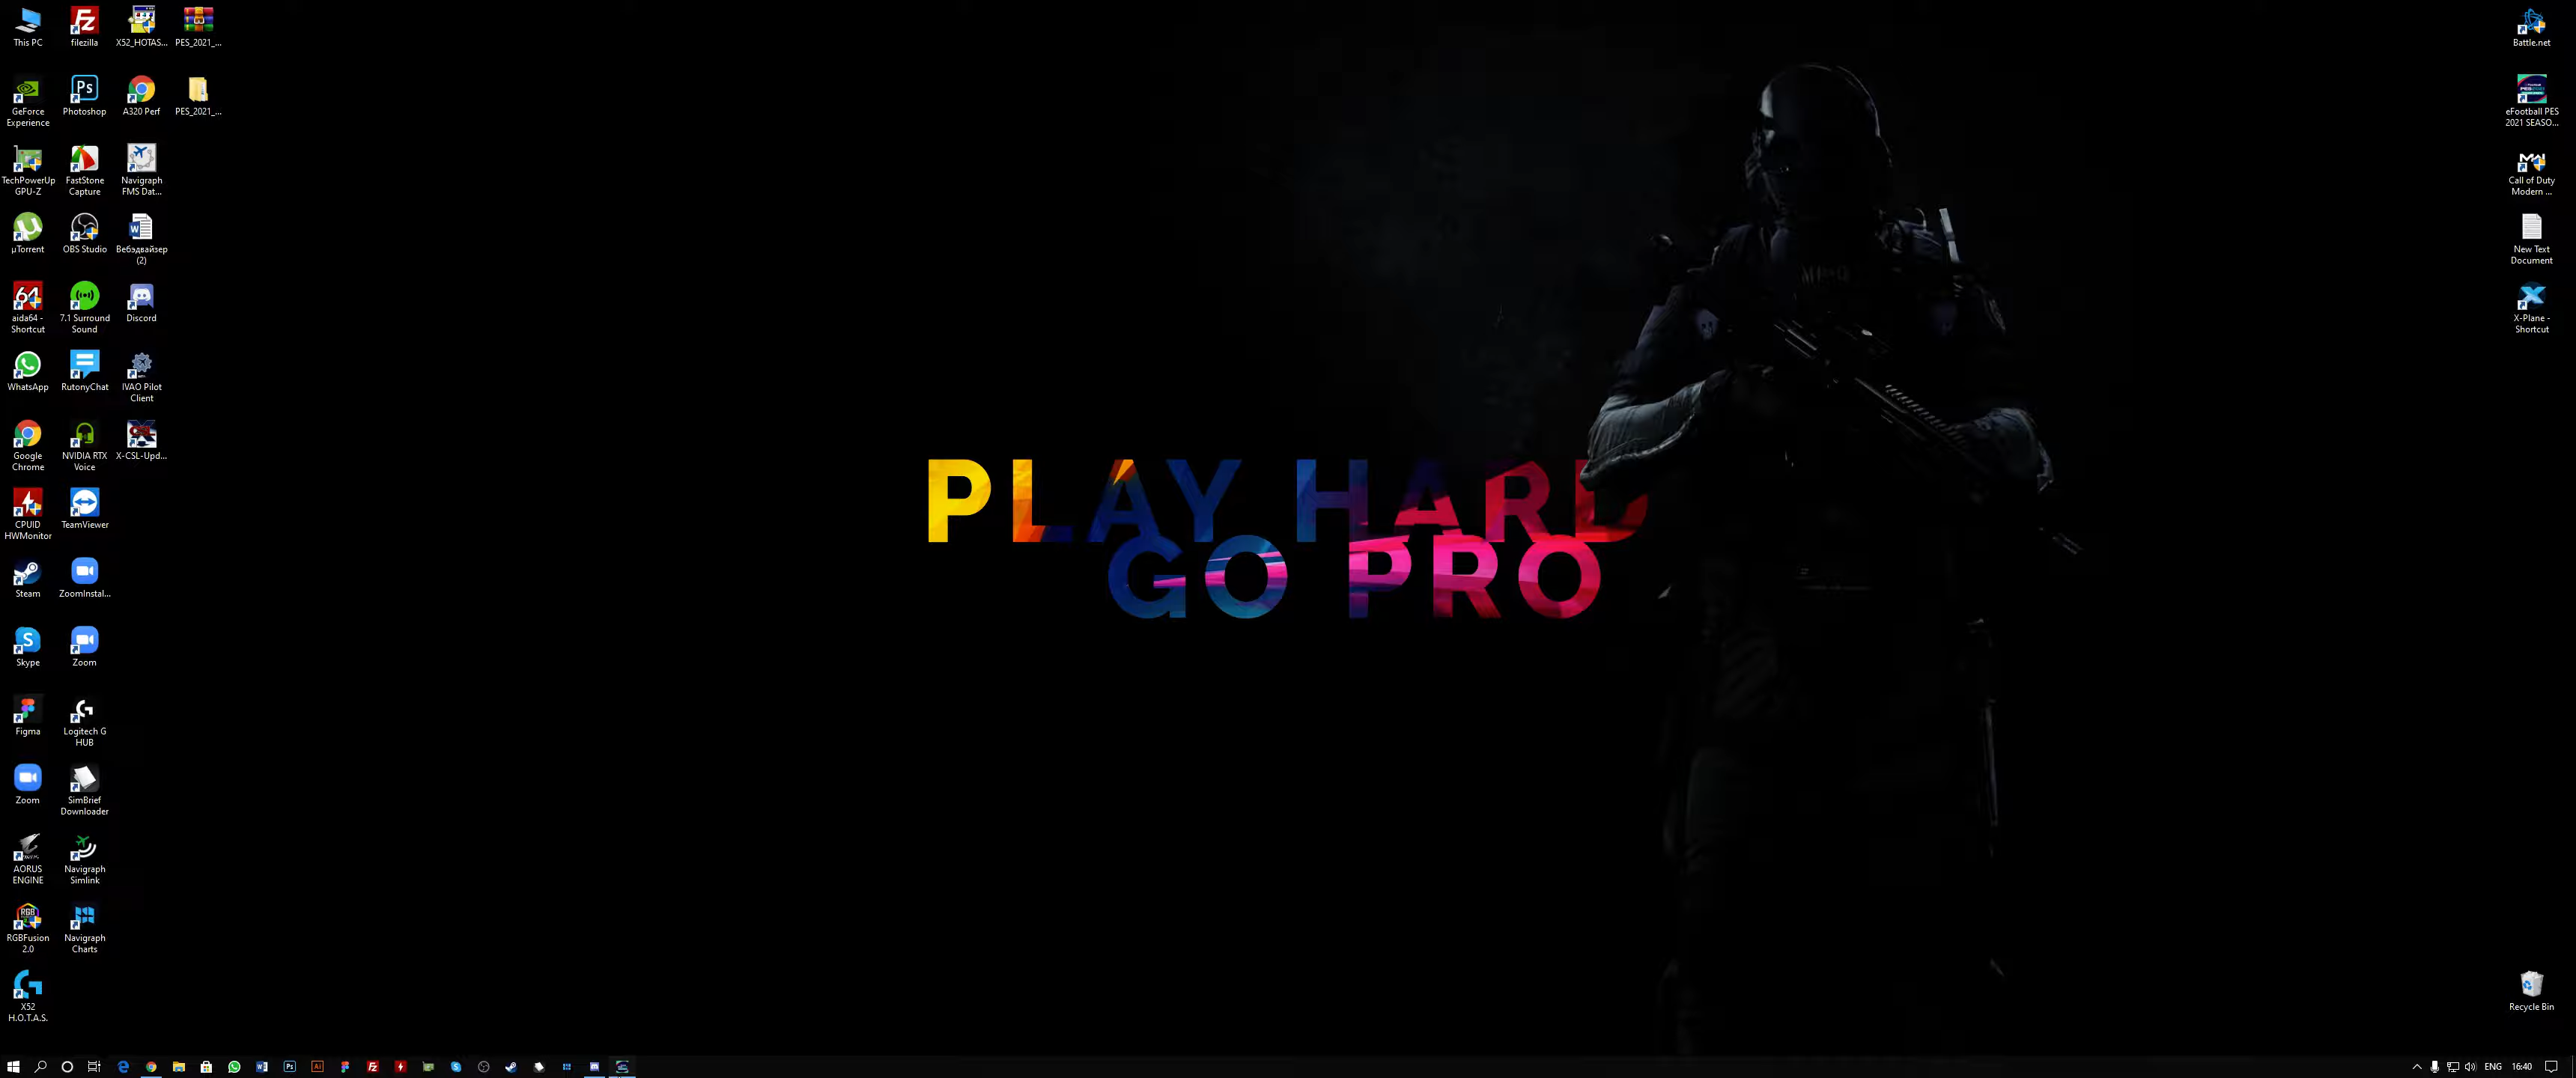 This PC
filezilla
X52_HOTAS...
PES_2021_...
GeForce
Experience
Photoshop
A320 Perf
PES_2021_...
TechPowerUp
GPU-Z
FastStone
Capture
Navigraph
FMS Dat...
µTorrent
OBS Studio
Вебэдвайзер
(2)
aida64 -
Shortcut
7.1 Surround
Sound
Discord
WhatsApp
RutonyChat
IVAO Pilot
Client
Google
Chrome
NVIDIA RTX
Voice
X-CSL-Upd...
CPUID
HWMonitor
TeamViewer
Steam
ZoomInstal...
Skype
Zoom
Figma
Logitech G
HUB
Zoom
SimBrief
Downloader
AORUS
ENGINE
Navigraph
Simlink
RGBFusion
2.0
Navigraph
Charts
X52
H.O.T.A.S.
PLAY HARD
GO PRO
Battle.net
eFootball PES
2021 SEASO...
Call of Duty
Modern ...
New Text
Document
X-Plane -
Shortcut
Recycle Bin
ENG
16:40